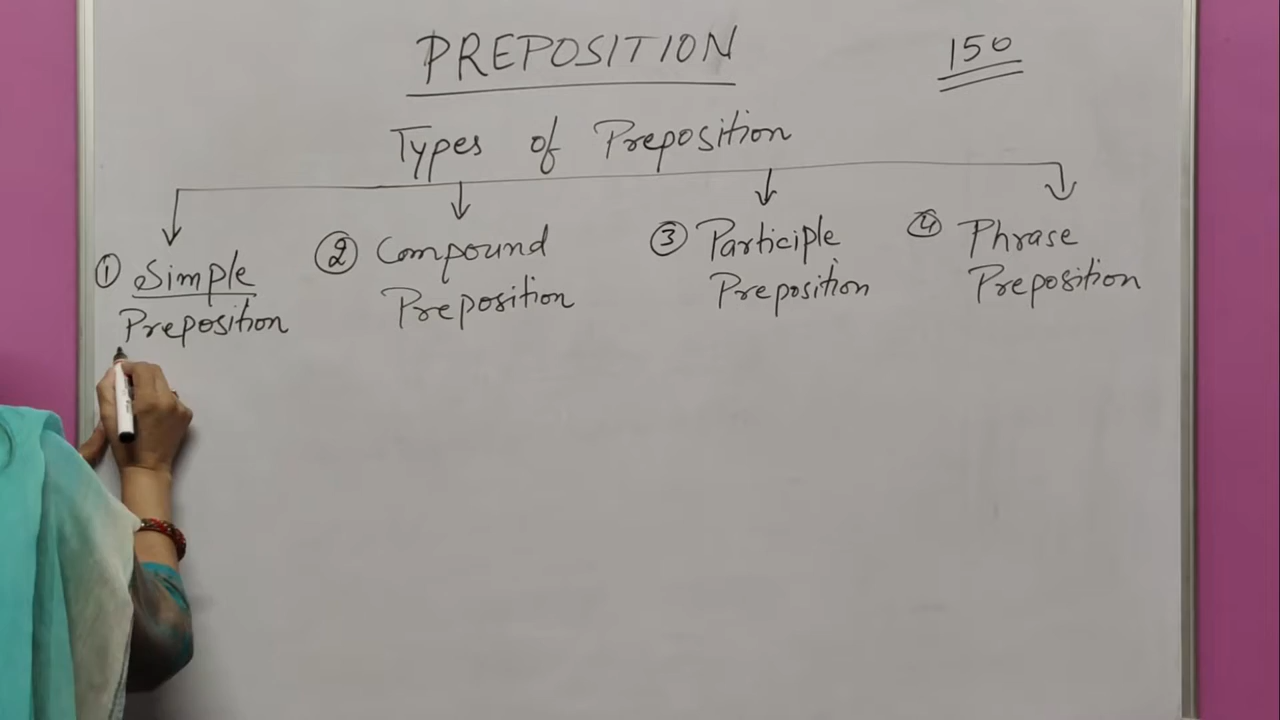 PREPOSITION
150
Types of Preposition
① Simple
Preposition
② Compound
Preposition
③ Participle
Preposition
④ Phrase
Preposition